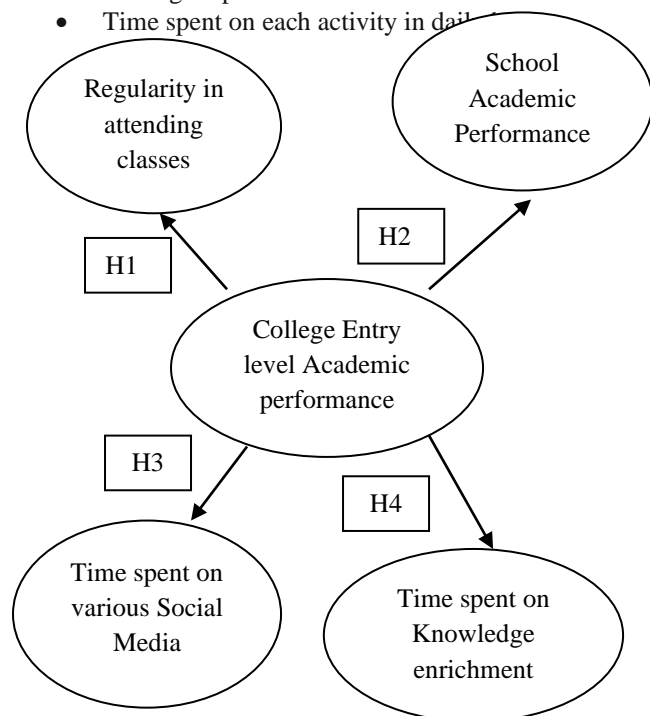 Time spent on each activity in
School
Academic
Performance
Regularity in
attending
classes
H1
H2
College Entry
level Academic
performance
H3
H4
Time spent on
various Social
Media
Time spent on
Knowledge
enrichment